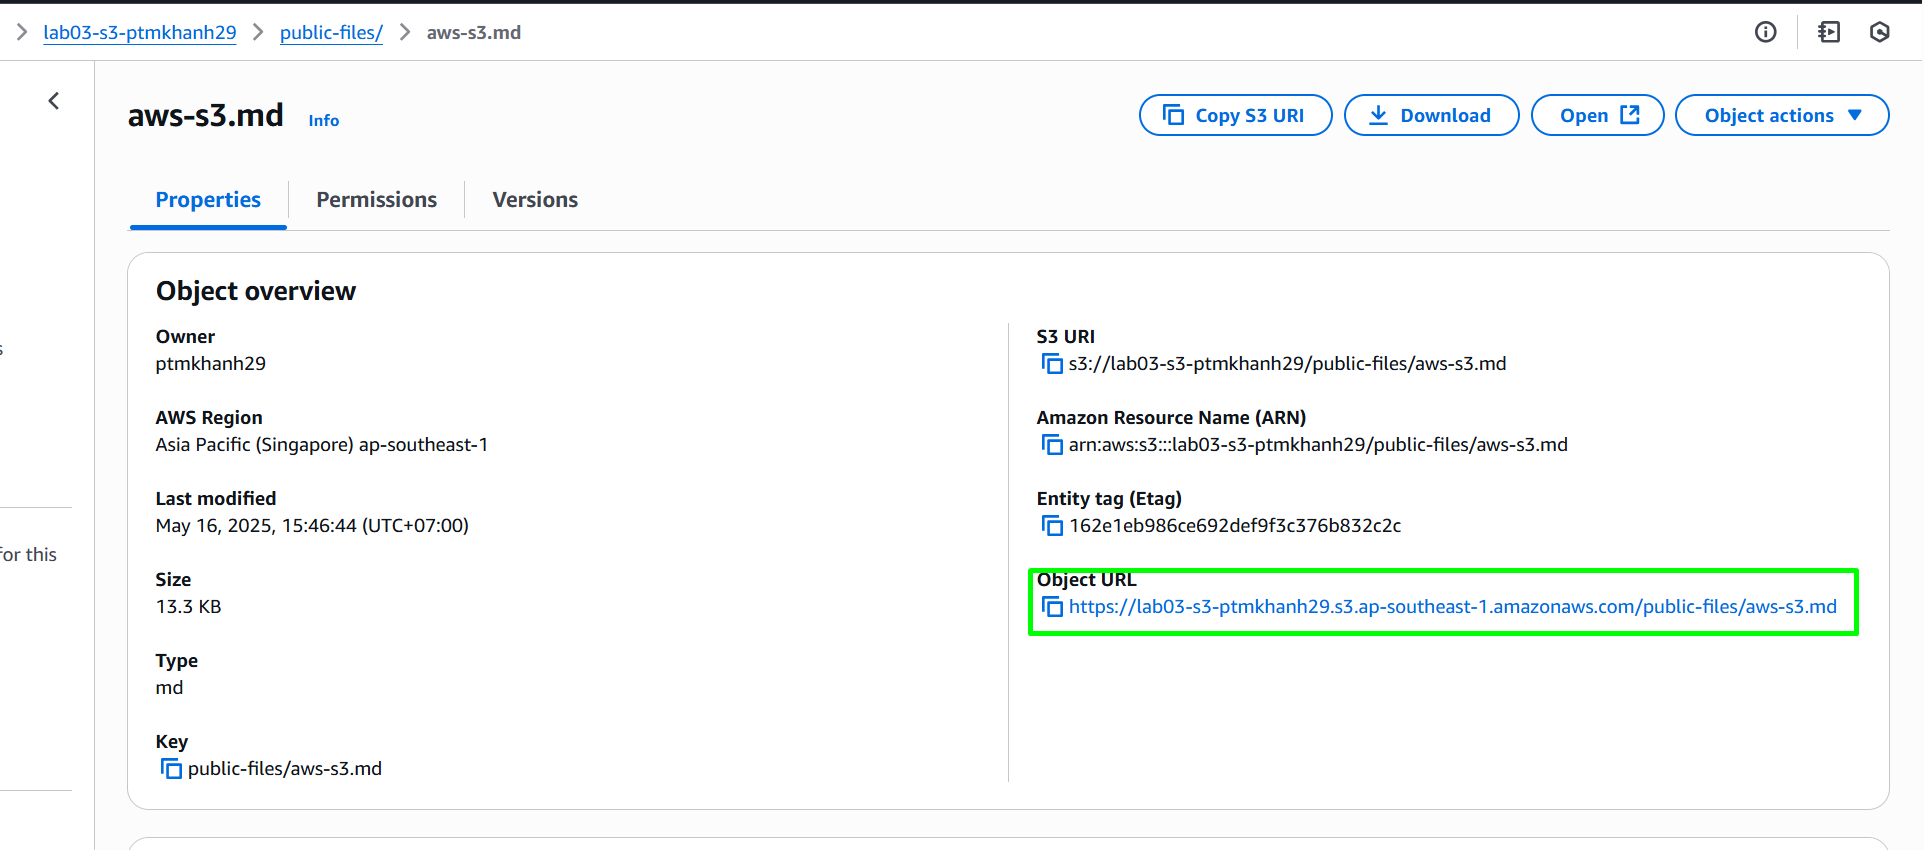 lab03-s3-ptmkhanh29 > public-files/ > aws-s3.md
aws-s3.md Info
Copy S3 URI
Download
Open
Object actions
Properties
Permissions
Versions
Object overview
Owner
ptmkhanh29
AWS Region
Asia Pacific (Singapore) ap-southeast-1
Last modified
May 16, 2025, 15:46:44 (UTC+07:00)
Size
13.3 KB
Type
md
Key
public-files/aws-s3.md
S3 URI
s3://lab03-s3-ptmkhanh29/public-files/aws-s3.md
Amazon Resource Name (ARN)
arn:aws:s3:::lab03-s3-ptmkhanh29/public-files/aws-s3.md
Entity tag (Etag)
162e1eb986ce692def9f3c376b832c2c
Object URL
https://lab03-s3-ptmkhanh29.s3.ap-southeast-1.amazonaws.com/public-files/aws-s3.md
s
for this